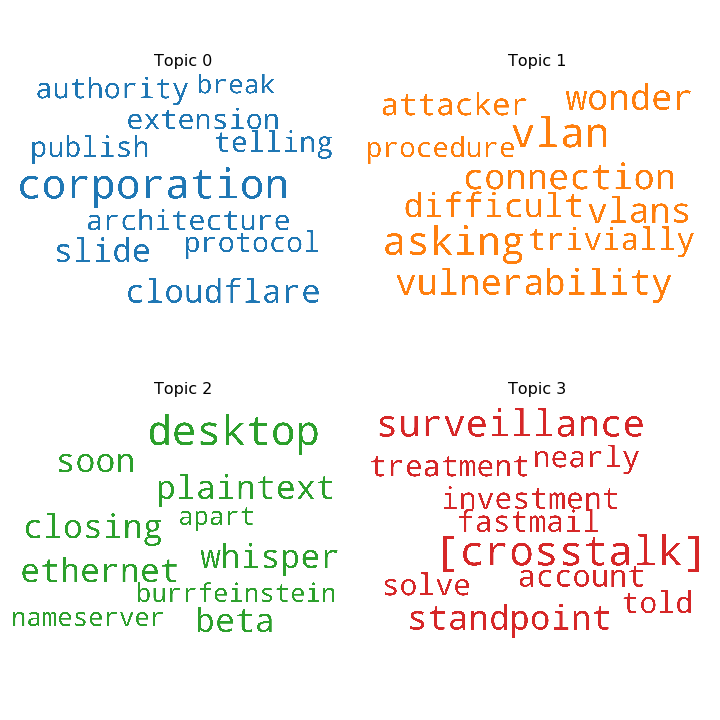 Topic 0
authority break
extension
publish telling
corporation
architecture
slide protocol
cloudflare
Topic 1
attacker wonder
procedure vlan
connection
difficult vlans
asking trivially
vulnerability
Topic 2
desktop
soon
plaintext
closing apart
whisper
ethernet
burrfeinstein
nameserver beta
Topic 3
surveillance
treatment nearly
investment
fastmail
[crosstalk]
solve account
standpoint told